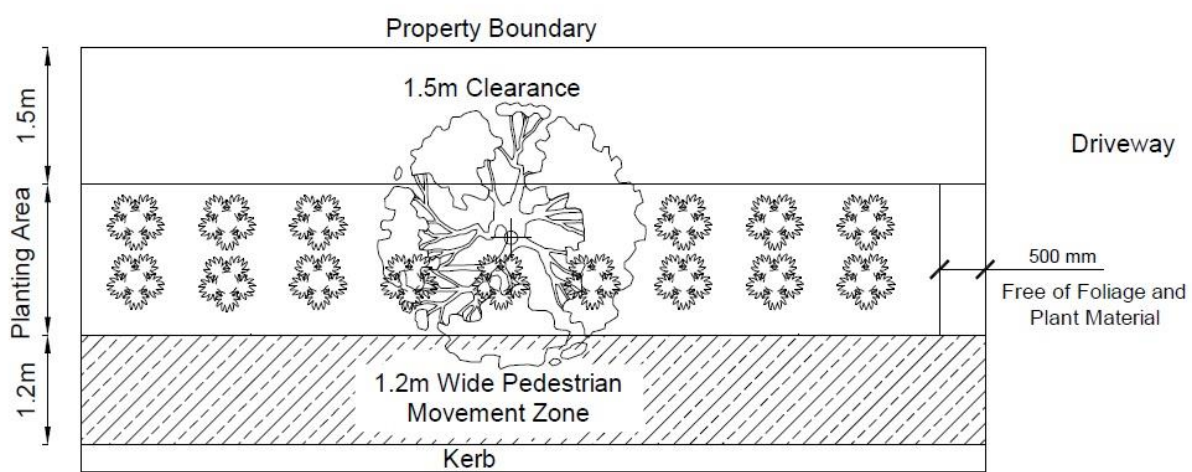 Property Boundary
1.5m Clearance
1.5m
Driveway
Planting Area
500 mm
Free of Foliage and
Plant Material
1.2m
1.2m Wide Pedestrian
Movement Zone
Kerb